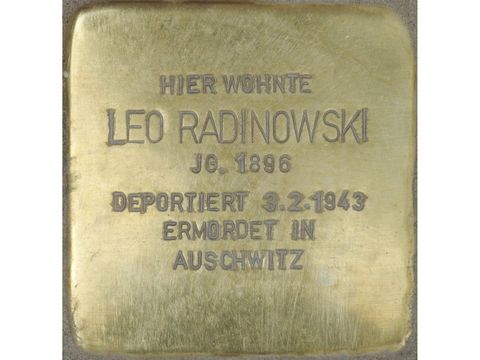 HIER WOHNTE
LEO RADINOWSKI
JG. 1896
DEPORTIERT 3.2.1943
ERMORDET IN
AUSCHWITZ